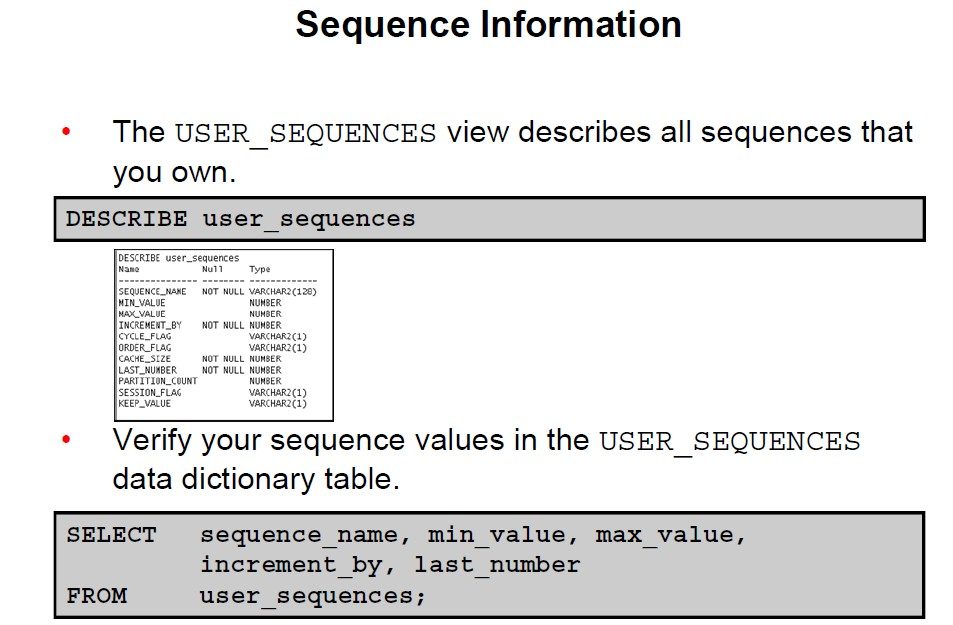 Sequence Information
• The USER_SEQUENCES view describes all sequences that
you own.
DESCRIBE user_sequences
DESCRIBE user_sequences
Name Null Type
--------------- -------- -------------
SEQUENCE_NAME NOT NULL VARCHAR2(128)
MIN_VALUE NUMBER
MAX_VALUE NUMBER
INCREMENT_BY NOT NULL NUMBER
CYCLE_FLAG VARCHAR2(1)
ORDER_FLAG VARCHAR2(1)
CACHE_SIZE NOT NULL NUMBER
LAST_NUMBER NOT NULL NUMBER
PARTITION_COUNT NUMBER
SESSION_FLAG VARCHAR2(1)
KEEP_VALUE VARCHAR2(1)
• Verify your sequence values in the USER_SEQUENCES
data dictionary table.
SELECT sequence_name, min_value, max_value,
increment_by, last_number
FROM user_sequences;